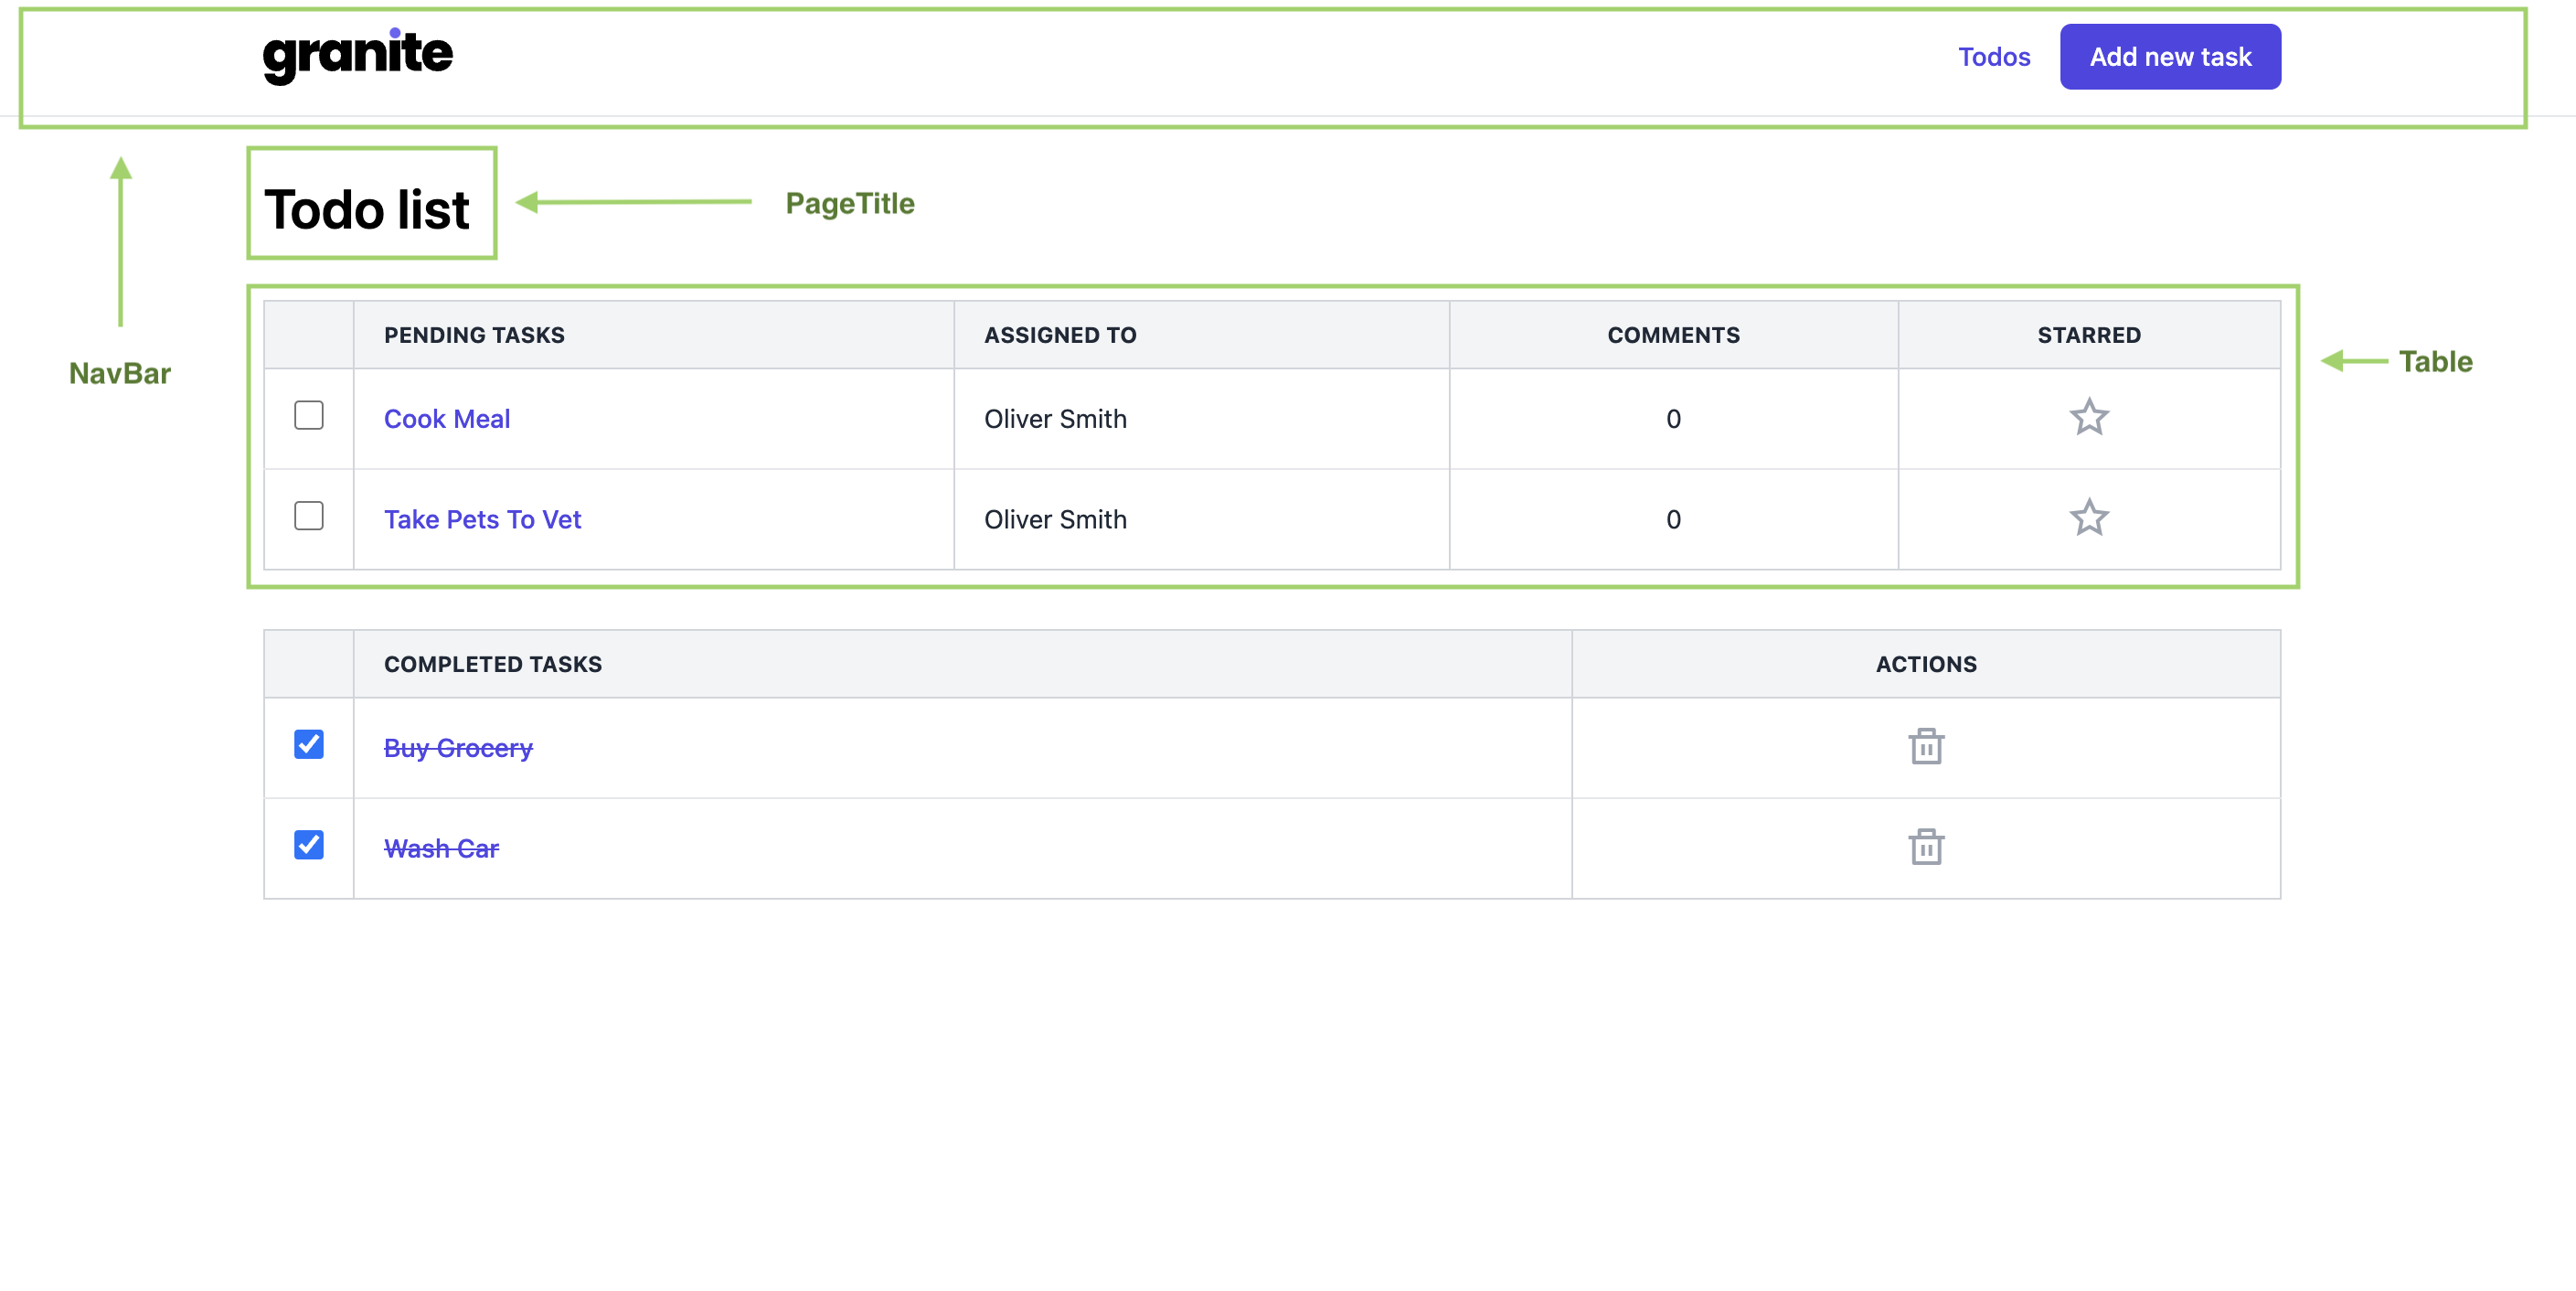 granite
Todos
Add new task
Todo list
PageTitle
NavBar
PENDING TASKS ASSIGNED TO COMMENTS STARRED
Table
Cook Meal Oliver Smith 0
Take Pets To Vet Oliver Smith 0
COMPLETED TASKS ACTIONS
Buy Grocery
Wash Car